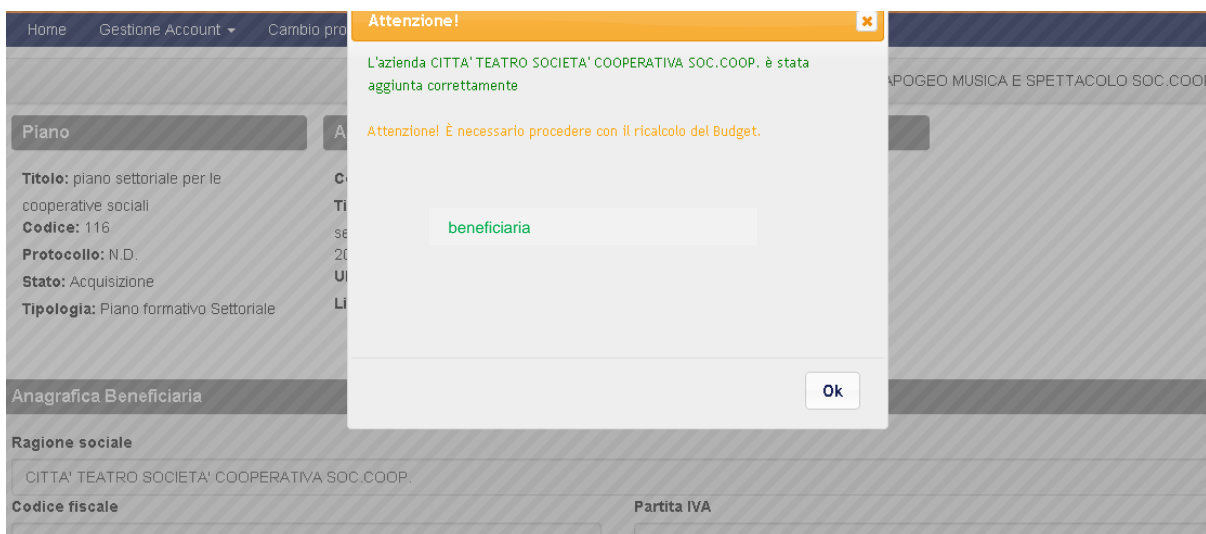 Home Gestione Account Cambio pro
Attenzione!
L'azienda CITTA' TEATRO SOCIETA' COOPERATIVA SOC.COOP. è stata
aggiunta correttamente
Attenzione! È necessario procedere con il ricalcolo del Budget.
beneficiaria
Ok
APOGEO MUSICA E SPETTACOLO SOC.COOP
Piano
Titolo: piano settoriale per le
cooperative sociali
Codice: 116
Protocollo: N.D.
Stato: Acquisizione
Tipologia: Piano formativo Settoriale
Anagrafica Beneficiaria
Ragione sociale
CITTA' TEATRO SOCIETA' COOPERATIVA SOC.COOP.
Codice fiscale Partita IVA